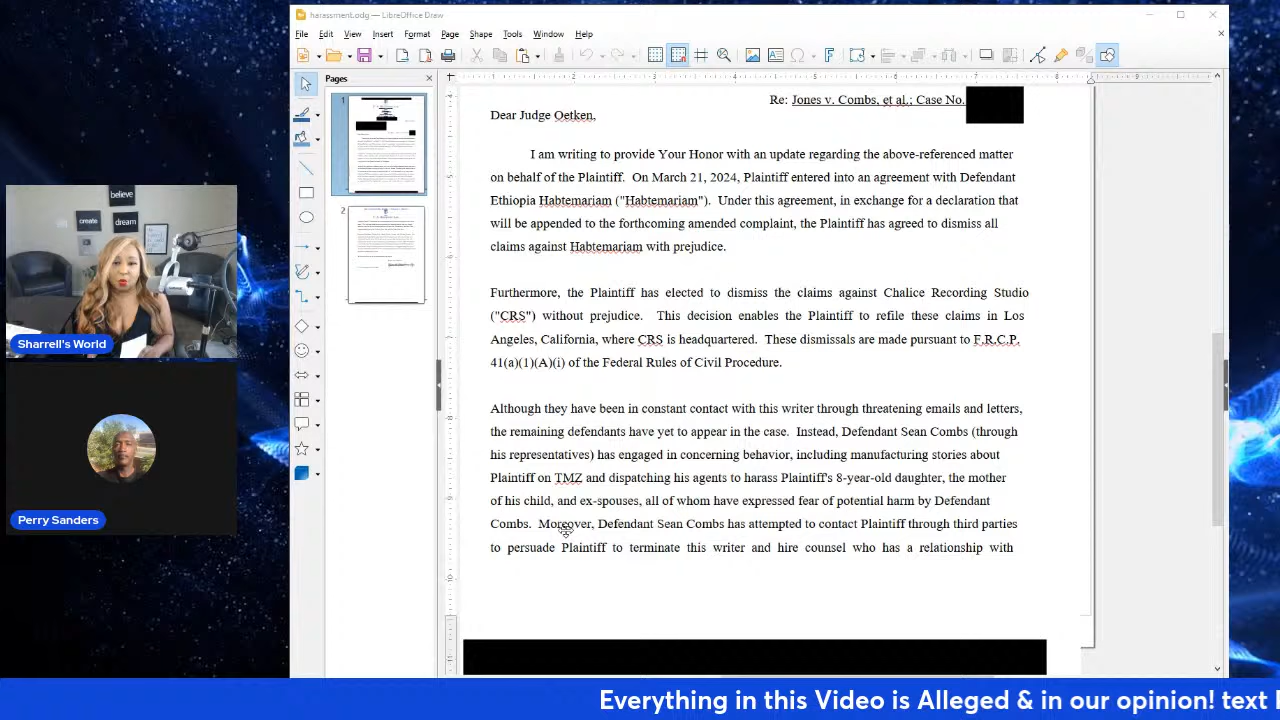 harassment.odg — LibreOffice Draw
File Edit View Insert Format Page Shape Tools Window Help
Pages
1
2
believe
create
dream
Sharrell's World
Perry Sanders
Re: Jones v. Combs, et al.; Case No.
Dear Judge Oetken,
to provide Your Honor with an update regarding the above-referenced matter
on behalf of the Plaintiff. On March 21, 2024, Plaintiff an agreement with Defendant
Ethiopia Habtemariam ("Habtemariam"). Under this agreement, in exchange for a declaration that
will be attached to the forthcoming amended complaint, the Plaintiff has agreed to dismiss all
claims against Habtemariam with prejudice.
Furthermore, the Plaintiff has elected to dismiss the claims against Chalice Recording Studio
("CRS") without prejudice. This decision enables the Plaintiff to refile these claims in Los
Angeles, California, where CRS is headquartered. These dismissals are made pursuant to F.R.C.P.
41(a)(1)(A)(i) of the Federal Rules of Civil Procedure.
Although they have been in constant contact with this writer through threatening emails and letters,
the remaining defendants have yet to appear in the case. Instead, Defendant Sean Combs (through
his representatives) has engaged in concerning behavior, including manufacturing stories about
Plaintiff on TMZ and dispatching his agents to harass Plaintiff's 8-year-old daughter, the mother
of his child, and ex-spouses, all of whom have expressed fear of potential harm by Defendant
Combs. Moreover, Defendant Sean Combs has attempted to contact Plaintiff through third parties
to persuade Plaintiff to terminate this writer and hire counsel who has a relationship with
Everything in this Video is Alleged & in our opinion! text